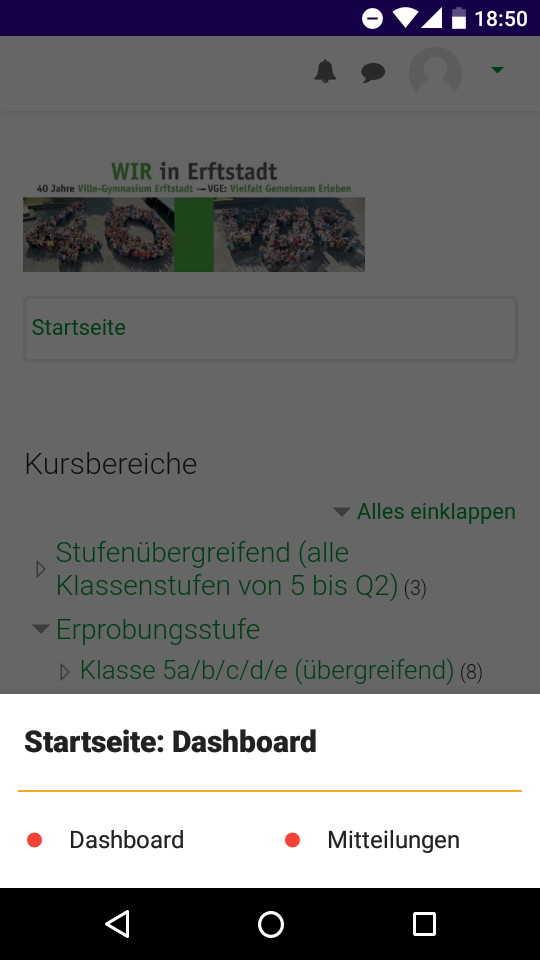 18:50
WIR in Erftstadt
40 Jahre Ville-Gymnasium Erftstadt — VGE: Vielfalt Gemeinsam Erleben
Startseite
Kursbereiche
Alles einklappen
Stufenübergreifend (alle
Klassenstufen von 5 bis Q2) (3)
Erprobungsstufe
Klasse 5a/b/c/d/e (übergreifend) (8)
Startseite: Dashboard
Dashboard
Mitteilungen